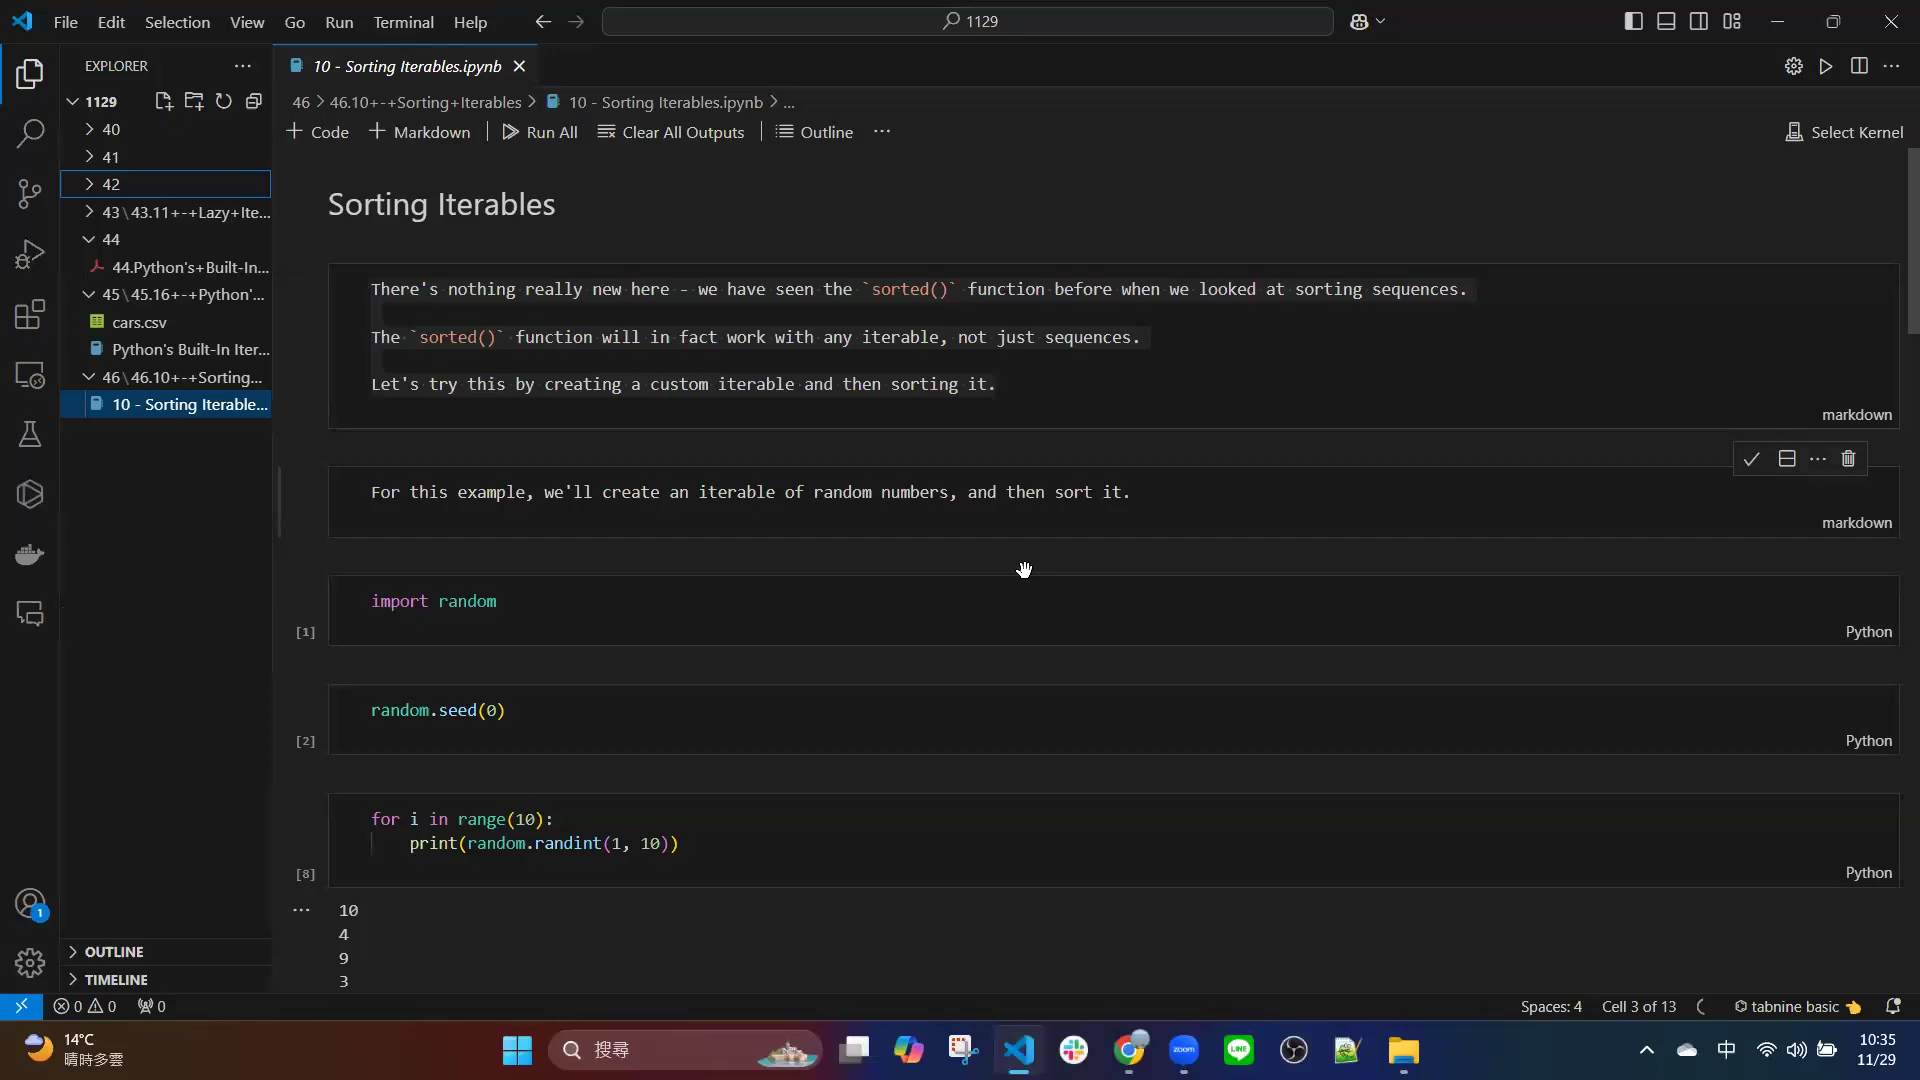 File Edit Selection View Go Run Terminal Help
1129
EXPLORER
10 - Sorting Iterables.ipynb
1129
40
41
42
43\43.11+-+Lazy+Ite...
44
44.Python's+Built-In...
45\45.16+-+Python'...
cars.csv
Python's Built-In Iter...
46\46.10+-+Sorting...
10 - Sorting Iterable...
OUTLINE
TIMELINE
46 > 46.10+-+Sorting+Iterables > 10 - Sorting Iterables.ipynb > ...
+ Code + Markdown Run All Clear All Outputs Outline ... Select Kernel
Sorting Iterables
There's nothing really new here - we have seen the `sorted()` function before when we looked at sorting sequences.
The `sorted()` function will in fact work with any iterable, not just sequences.
Let's try this by creating a custom iterable and then sorting it.
markdown
For this example, we'll create an iterable of random numbers, and then sort it.
markdown
import random
[1] Python
random.seed(0)
[2] Python
for i in range(10):
print(random.randint(1, 10))
[8] Python
10
4
9
3
1
0 0 0 Spaces: 4 Cell 3 of 13 tabnine basic
14°C
晴時多雲
搜尋
zoom
LINE
中
10:35
11/29